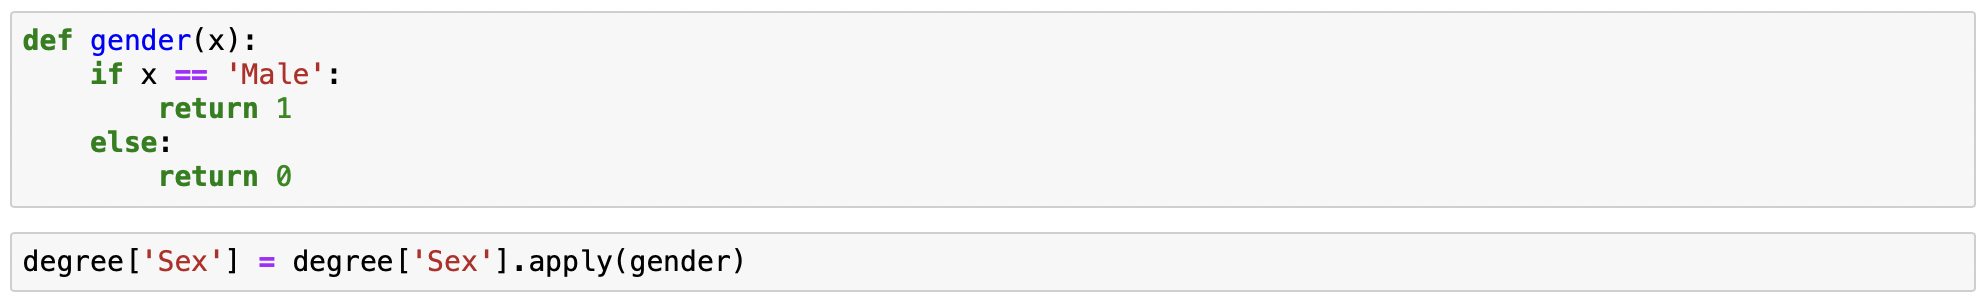 def gender(x):
    if x == 'Male':
        return 1
    else:
        return 0
degree['Sex'] = degree['Sex'].apply(gender)